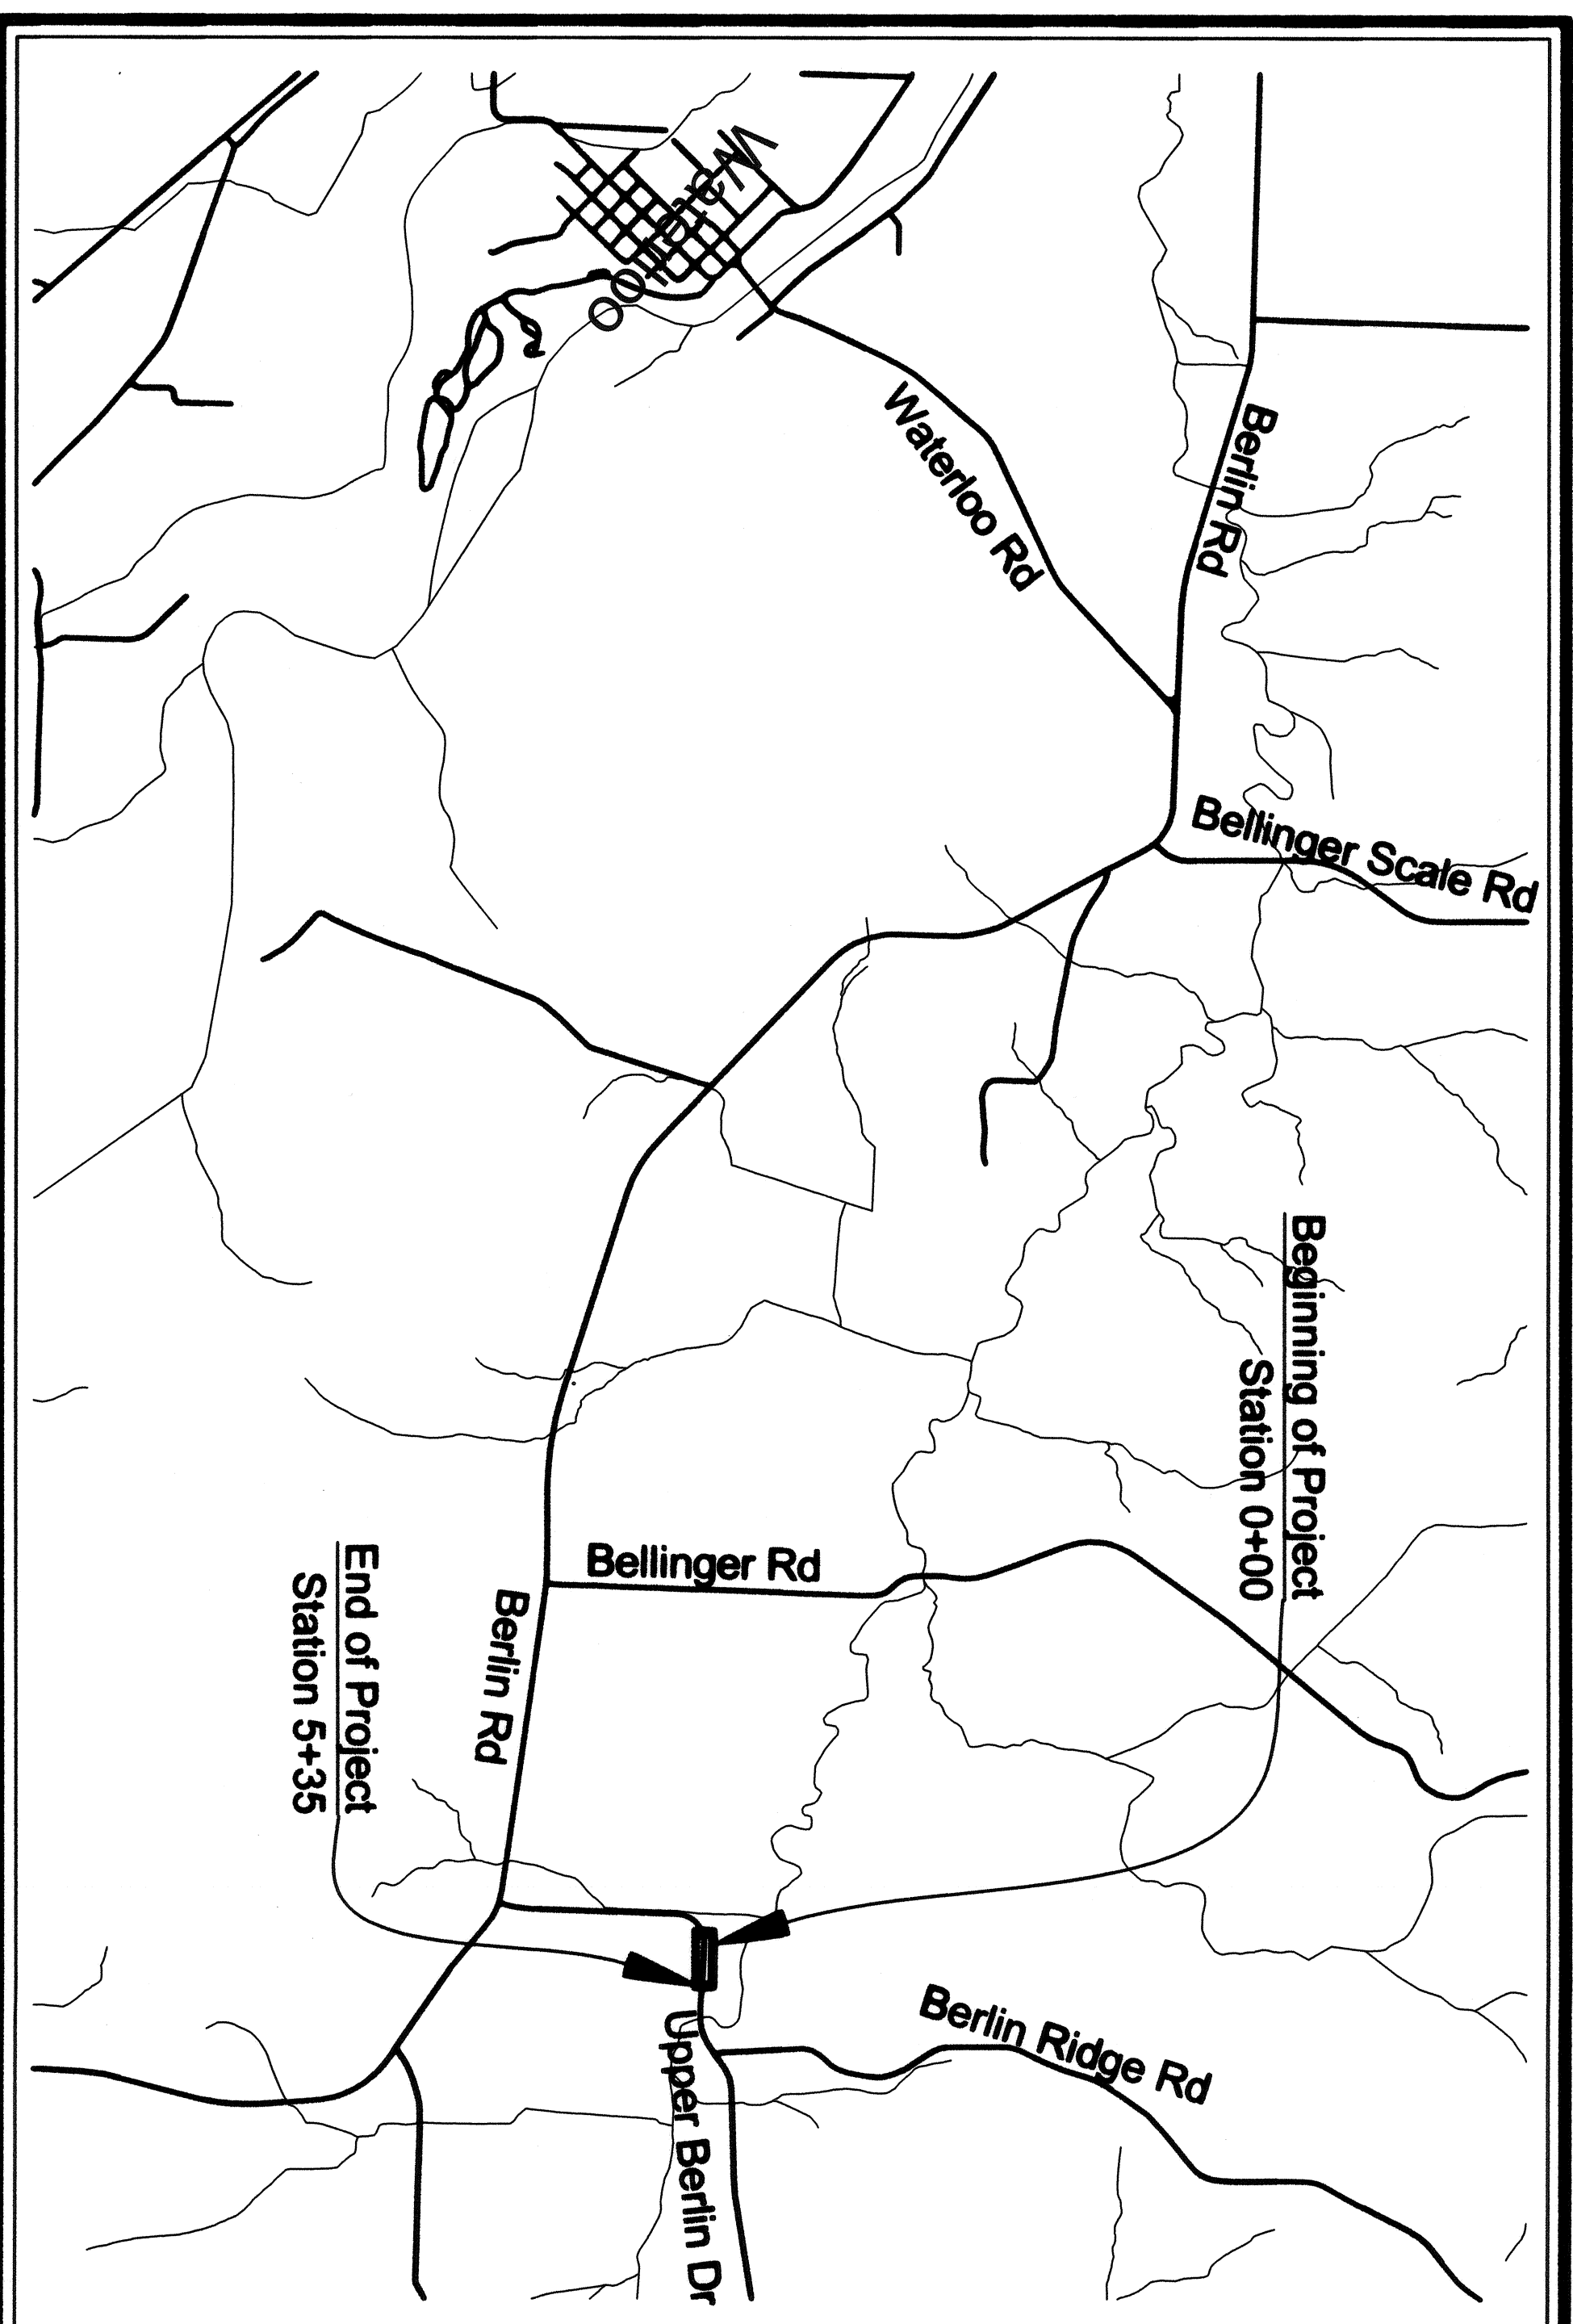 Waterloo
Waterloo Rd
Berlin Rd
Bellinger Scale Rd
Beginning of Project
Station 0+00
Bellinger Rd
Berlin Rd
End of Project
Station 5+35
Berlin Ridge Rd
Upper Berlin Dr